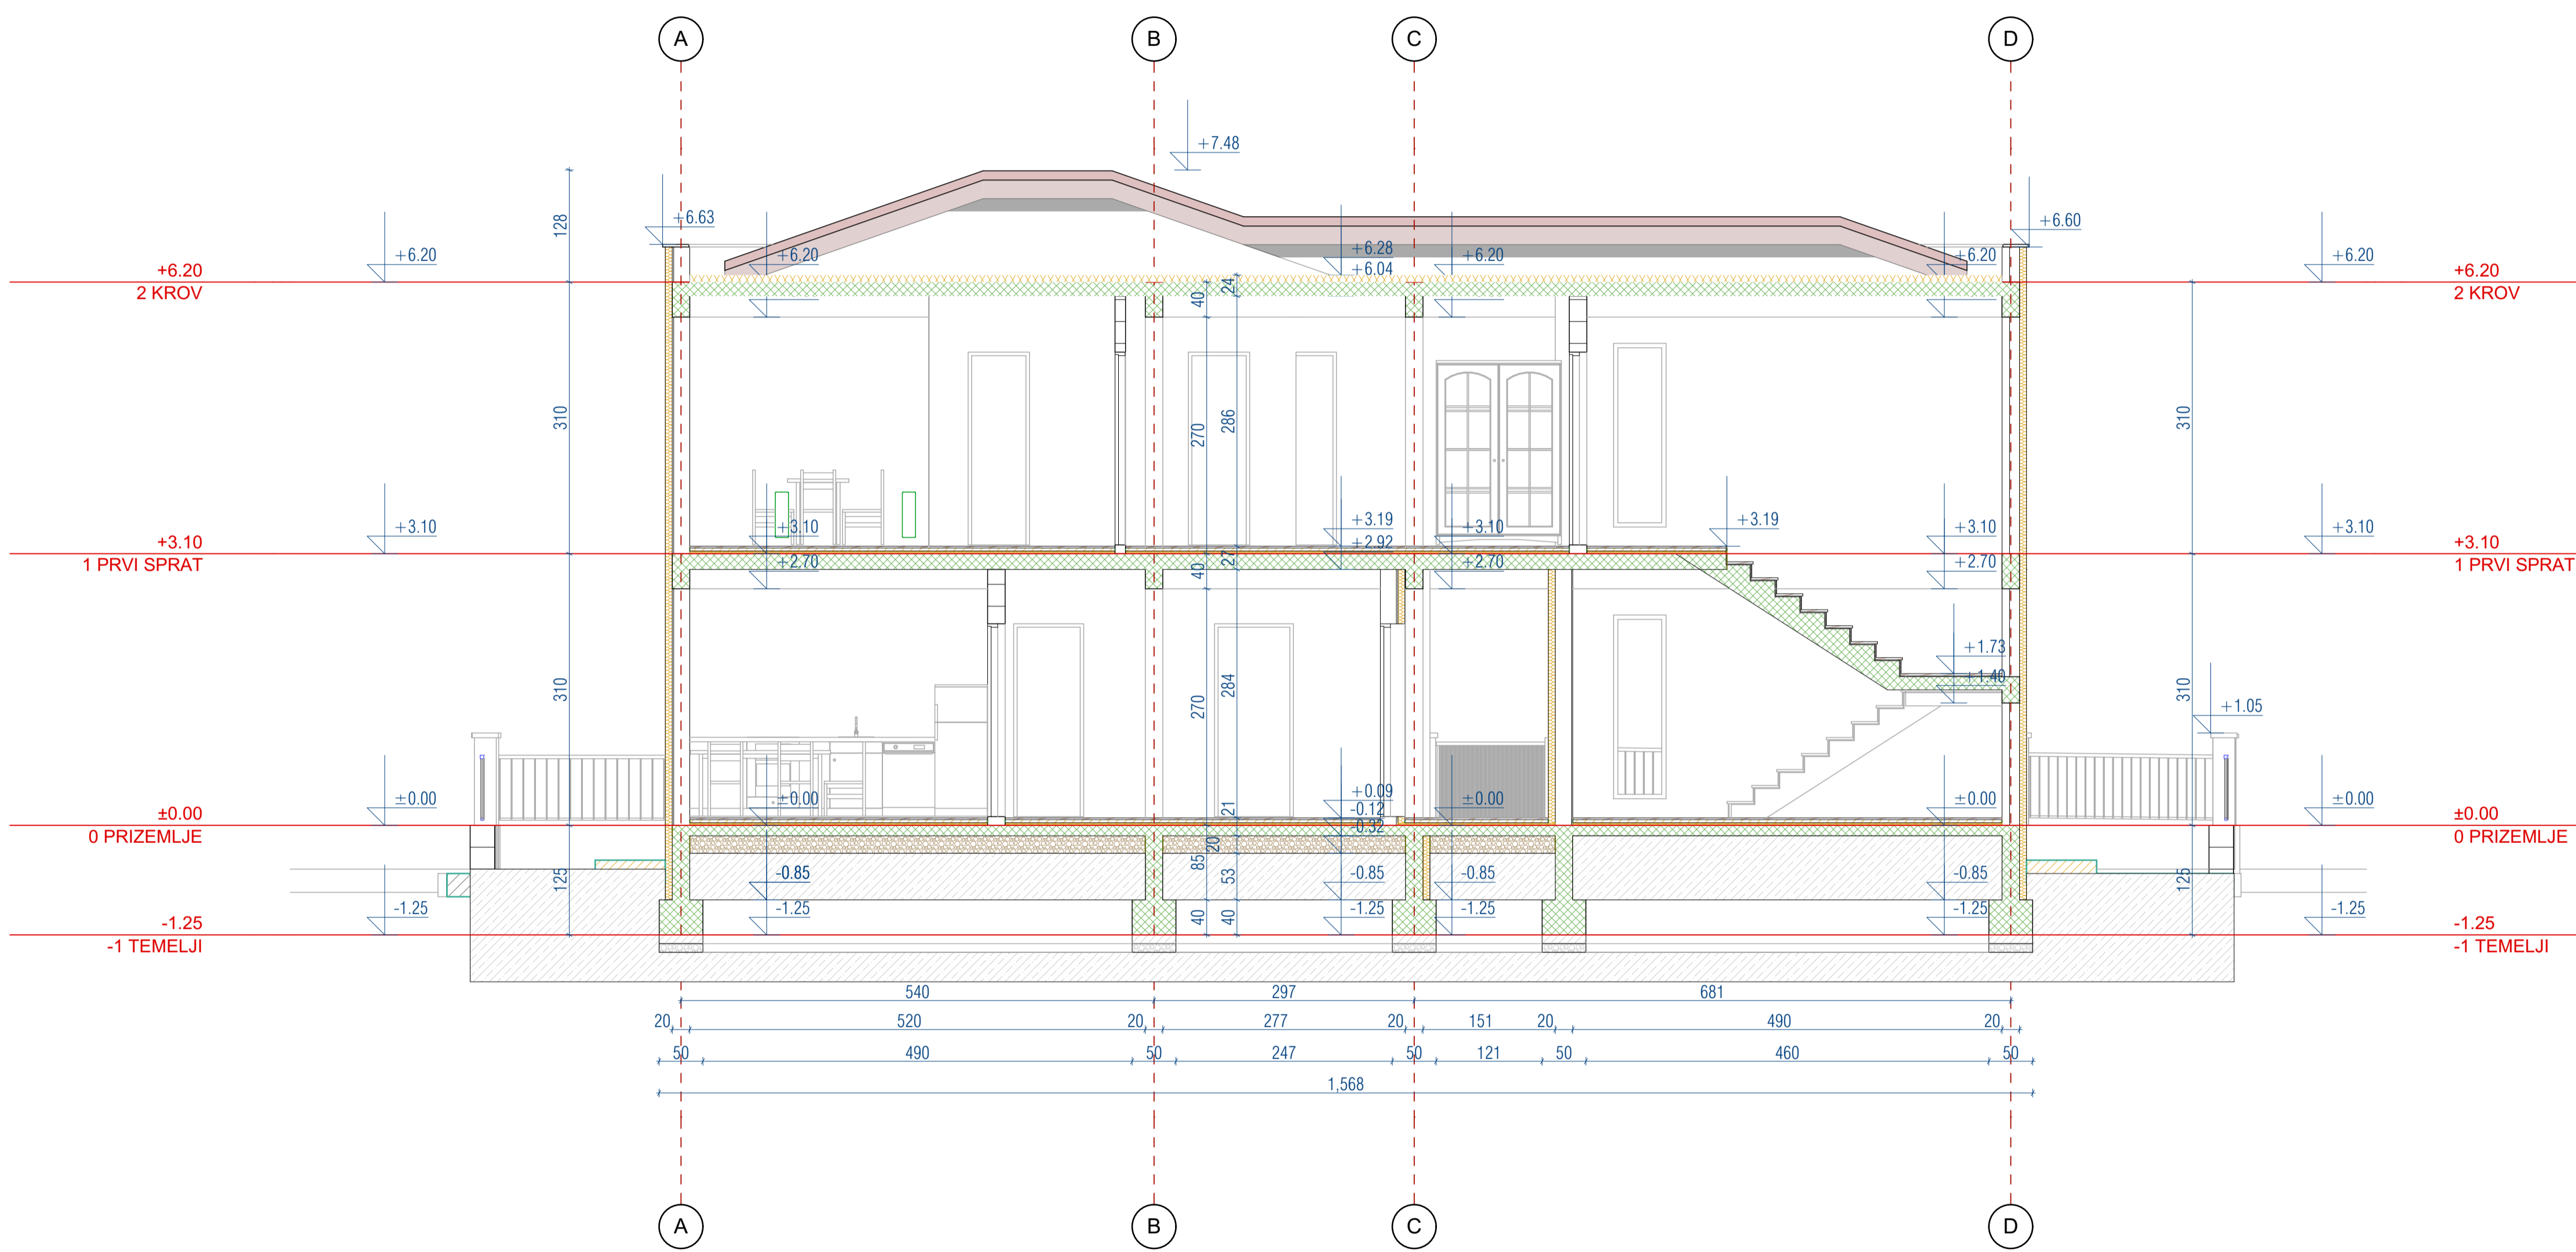 A B C D
+7.48
+6.63 +6.60
128
+6.20 +6.20 +6.28 +6.20 +6.20 +6.20
+6.20 +6.04 +6.20
2 KROV 2 KROV
40 24
310 270 286 310
+3.10 +3.10 +3.19 +3.10 +3.19 +3.10 +3.10
+3.10 +2.92 +3.10
1 PRVI SPRAT 1 PRVI SPRAT
+2.70 40 27 +2.70 +2.70
+1.73
+1.40
310 270 284 310
+1.05
±0.00 ±0.00 +0.09 ±0.00 ±0.00 ±0.00
±0.00 21 -0.12 ±0.00
0 PRIZEMLJE -0.32 0 PRIZEMLJE
20
125 -0.85 85 53 -0.85 -0.85 -0.85 125
-1.25 -1.25 40 40 -1.25 -1.25 -1.25 -1.25
-1.25 -1.25
-1 TEMELJI -1 TEMELJI
540 297 681
20 520 20 277 20 151 20 490 20
50 490 50 247 50 121 50 460 50
1,568
A B C D